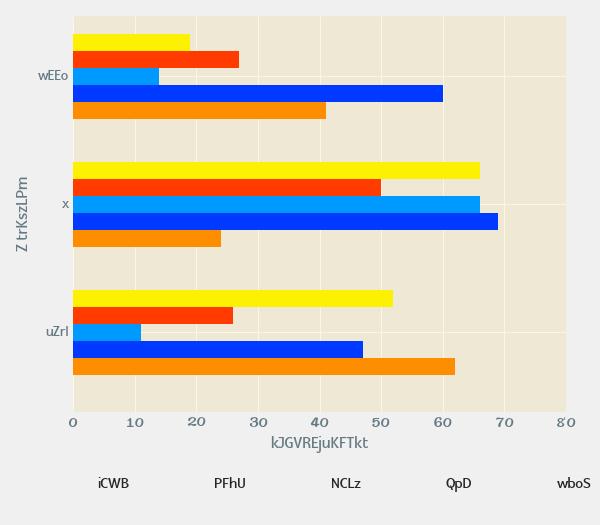 wEEo
x
uZrl
Z trKszLPm
0 10 20 30 40 50 60 70 80
kJGVREjuKFTkt
iCWB PFhU NCLz QpD wboS